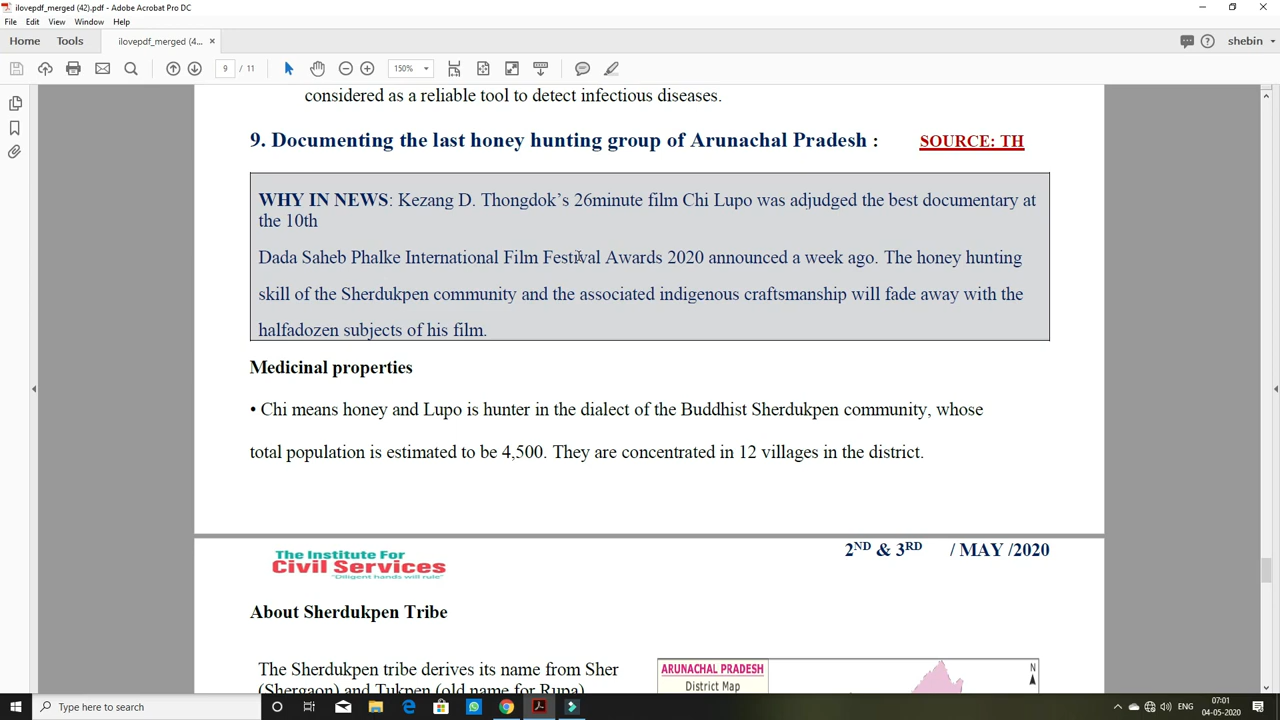 ilovepdf_merged (42).pdf - Adobe Acrobat Pro DC
File Edit View Window Help
Home Tools ilovepdf_merged (4... × shebin
9 / 11 150%
considered as a reliable tool to detect infectious diseases.
9. Documenting the last honey hunting group of Arunachal Pradesh : SOURCE: TH
WHY IN NEWS: Kezang D. Thongdok's 26minute film Chi Lupo was adjudged the best documentary at
the 10th
Dada Saheb Phalke International Film Festival Awards 2020 announced a week ago. The honey hunting
skill of the Sherdukpen community and the associated indigenous craftsmanship will fade away with the
halfadozen subjects of his film.
Medicinal properties
• Chi means honey and Lupo is hunter in the dialect of the Buddhist Sherdukpen community, whose
total population is estimated to be 4,500. They are concentrated in 12 villages in the district.
The Institute For
Civil Services
"Diligent hands will rule"
2ND & 3RD / MAY /2020
About Sherdukpen Tribe
The Sherdukpen tribe derives its name from Sher
(Shergaon) and Tukpen (old name for Rupa)
ARUNACHAL PRADESH
District Map
N
Type here to search
ENG
07:01
04-05-2020